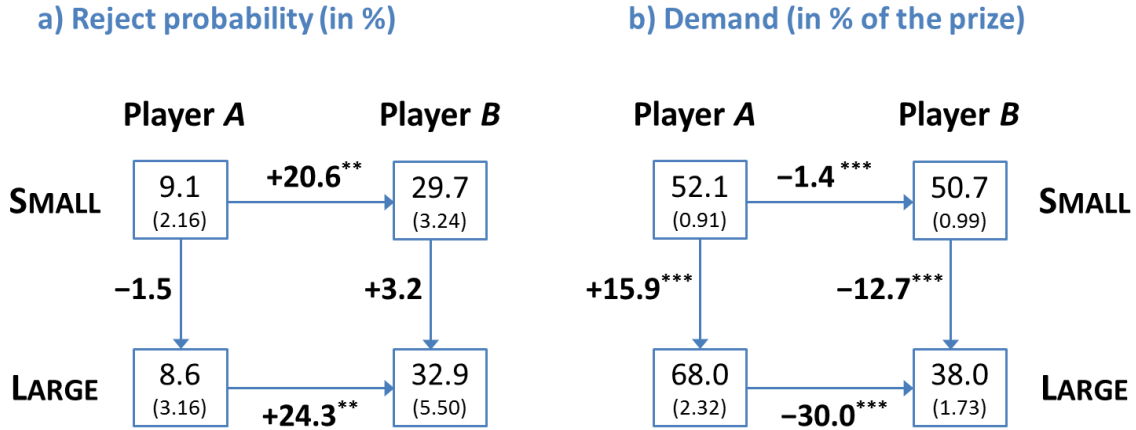 a) Reject probability (in %)
b) Demand (in % of the prize)
Player A
Player B
Player A
Player B
SMALL
9.1
(2.16)
+20.6**
29.7
(3.24)
52.1
(0.91)
−1.4 ***
50.7
(0.99)
SMALL
−1.5
+3.2
+15.9***
−12.7***
LARGE
8.6
(3.16)
+24.3**
32.9
(5.50)
68.0
(2.32)
−30.0***
38.0
(1.73)
LARGE